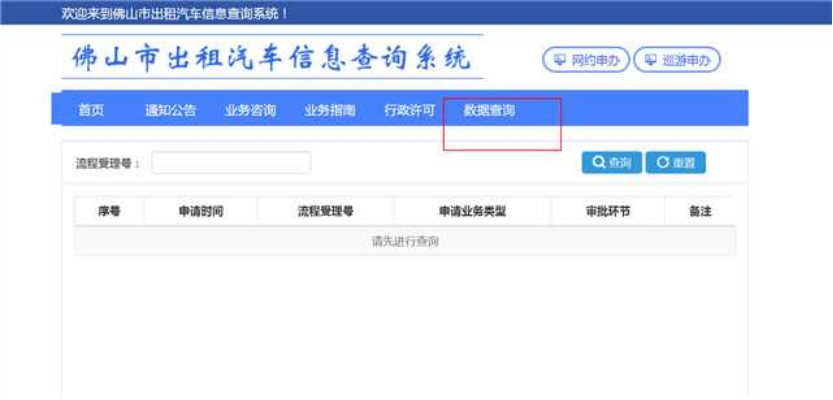 欢迎来到佛山市出租汽车信息查询系统！
佛山市出租汽车信息查询系统 网约申办 巡游申办
首页 通知公告 业务咨询 业务指南 行政许可 数据查询
流程受理号： 查询 重置
序号 申请时间 流程受理号 申请业务类型 审批环节 备注
请先进行查询